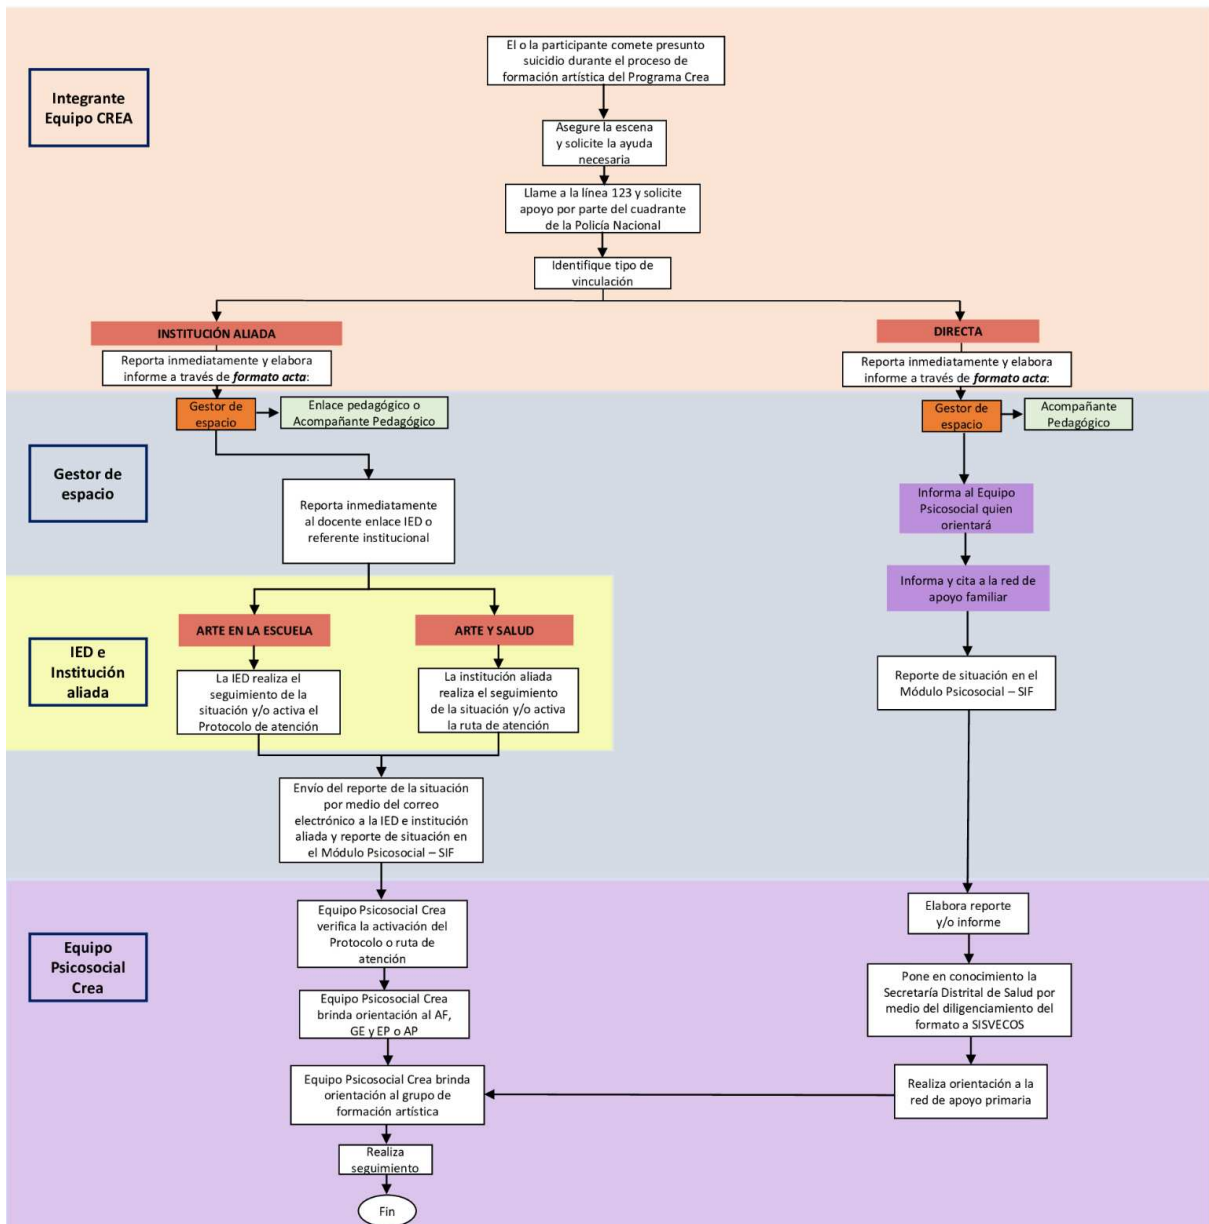 El o la participante comete presunto
suicidio durante el proceso de
formación artística del Programa Crea
Integrante
Equipo CREA
Asegure la escena
y solicite la ayuda
necesaria
Llame a la línea 123 y solicite
apoyo por parte del cuadrante
de la Policía Nacional
Identifique tipo de
vinculación
INSTITUCIÓN ALIADA
Reporta inmediatamente y elabora
informe a través de formato acta:
DIRECTA
Reporta inmediatamente y elabora
informe a través de formato acta:
Gestor de
espacio
Gestor de
espacio
Enlace pedagógico o
Acompañante Pedagógico
Reporta inmediatamente
al docente enlace IED o
referente institucional
Gestor de
espacio
Acompañante
Pedagógico
Informa al Equipo
Psicosocial quien
orientará
Informa y cita a la red de
apoyo familiar
Reporte de situación en el
Módulo Psicosocial – SIF
IED e
Institución
aliada
ARTE EN LA ESCUELA
La IED realiza el
seguimiento de la
situación y/o activa el
Protocolo de atención
ARTE Y SALUD
La institución aliada
realiza el seguimiento
de la situación y/o activa
la ruta de atención
Envío del reporte de la situación
por medio del correo
electrónico a la IED e institución
aliada y reporte de situación en
el Módulo Psicosocial – SIF
Equipo
Psicosocial
Crea
Equipo Psicosocial Crea
verifica la activación del
Protocolo o ruta de
atención
Equipo Psicosocial Crea
brinda orientación al AF,
GE y EP o AP
Equipo Psicosocial Crea brinda
orientación al grupo de
formación artística
Elabora reporte
y/o informe
Pone en conocimiento la
Secretaría Distrital de Salud por
medio del diligenciamiento del
formato a SISVECOS
Realiza orientación a la
red de apoyo primaria
Realiza
seguimiento
Fin